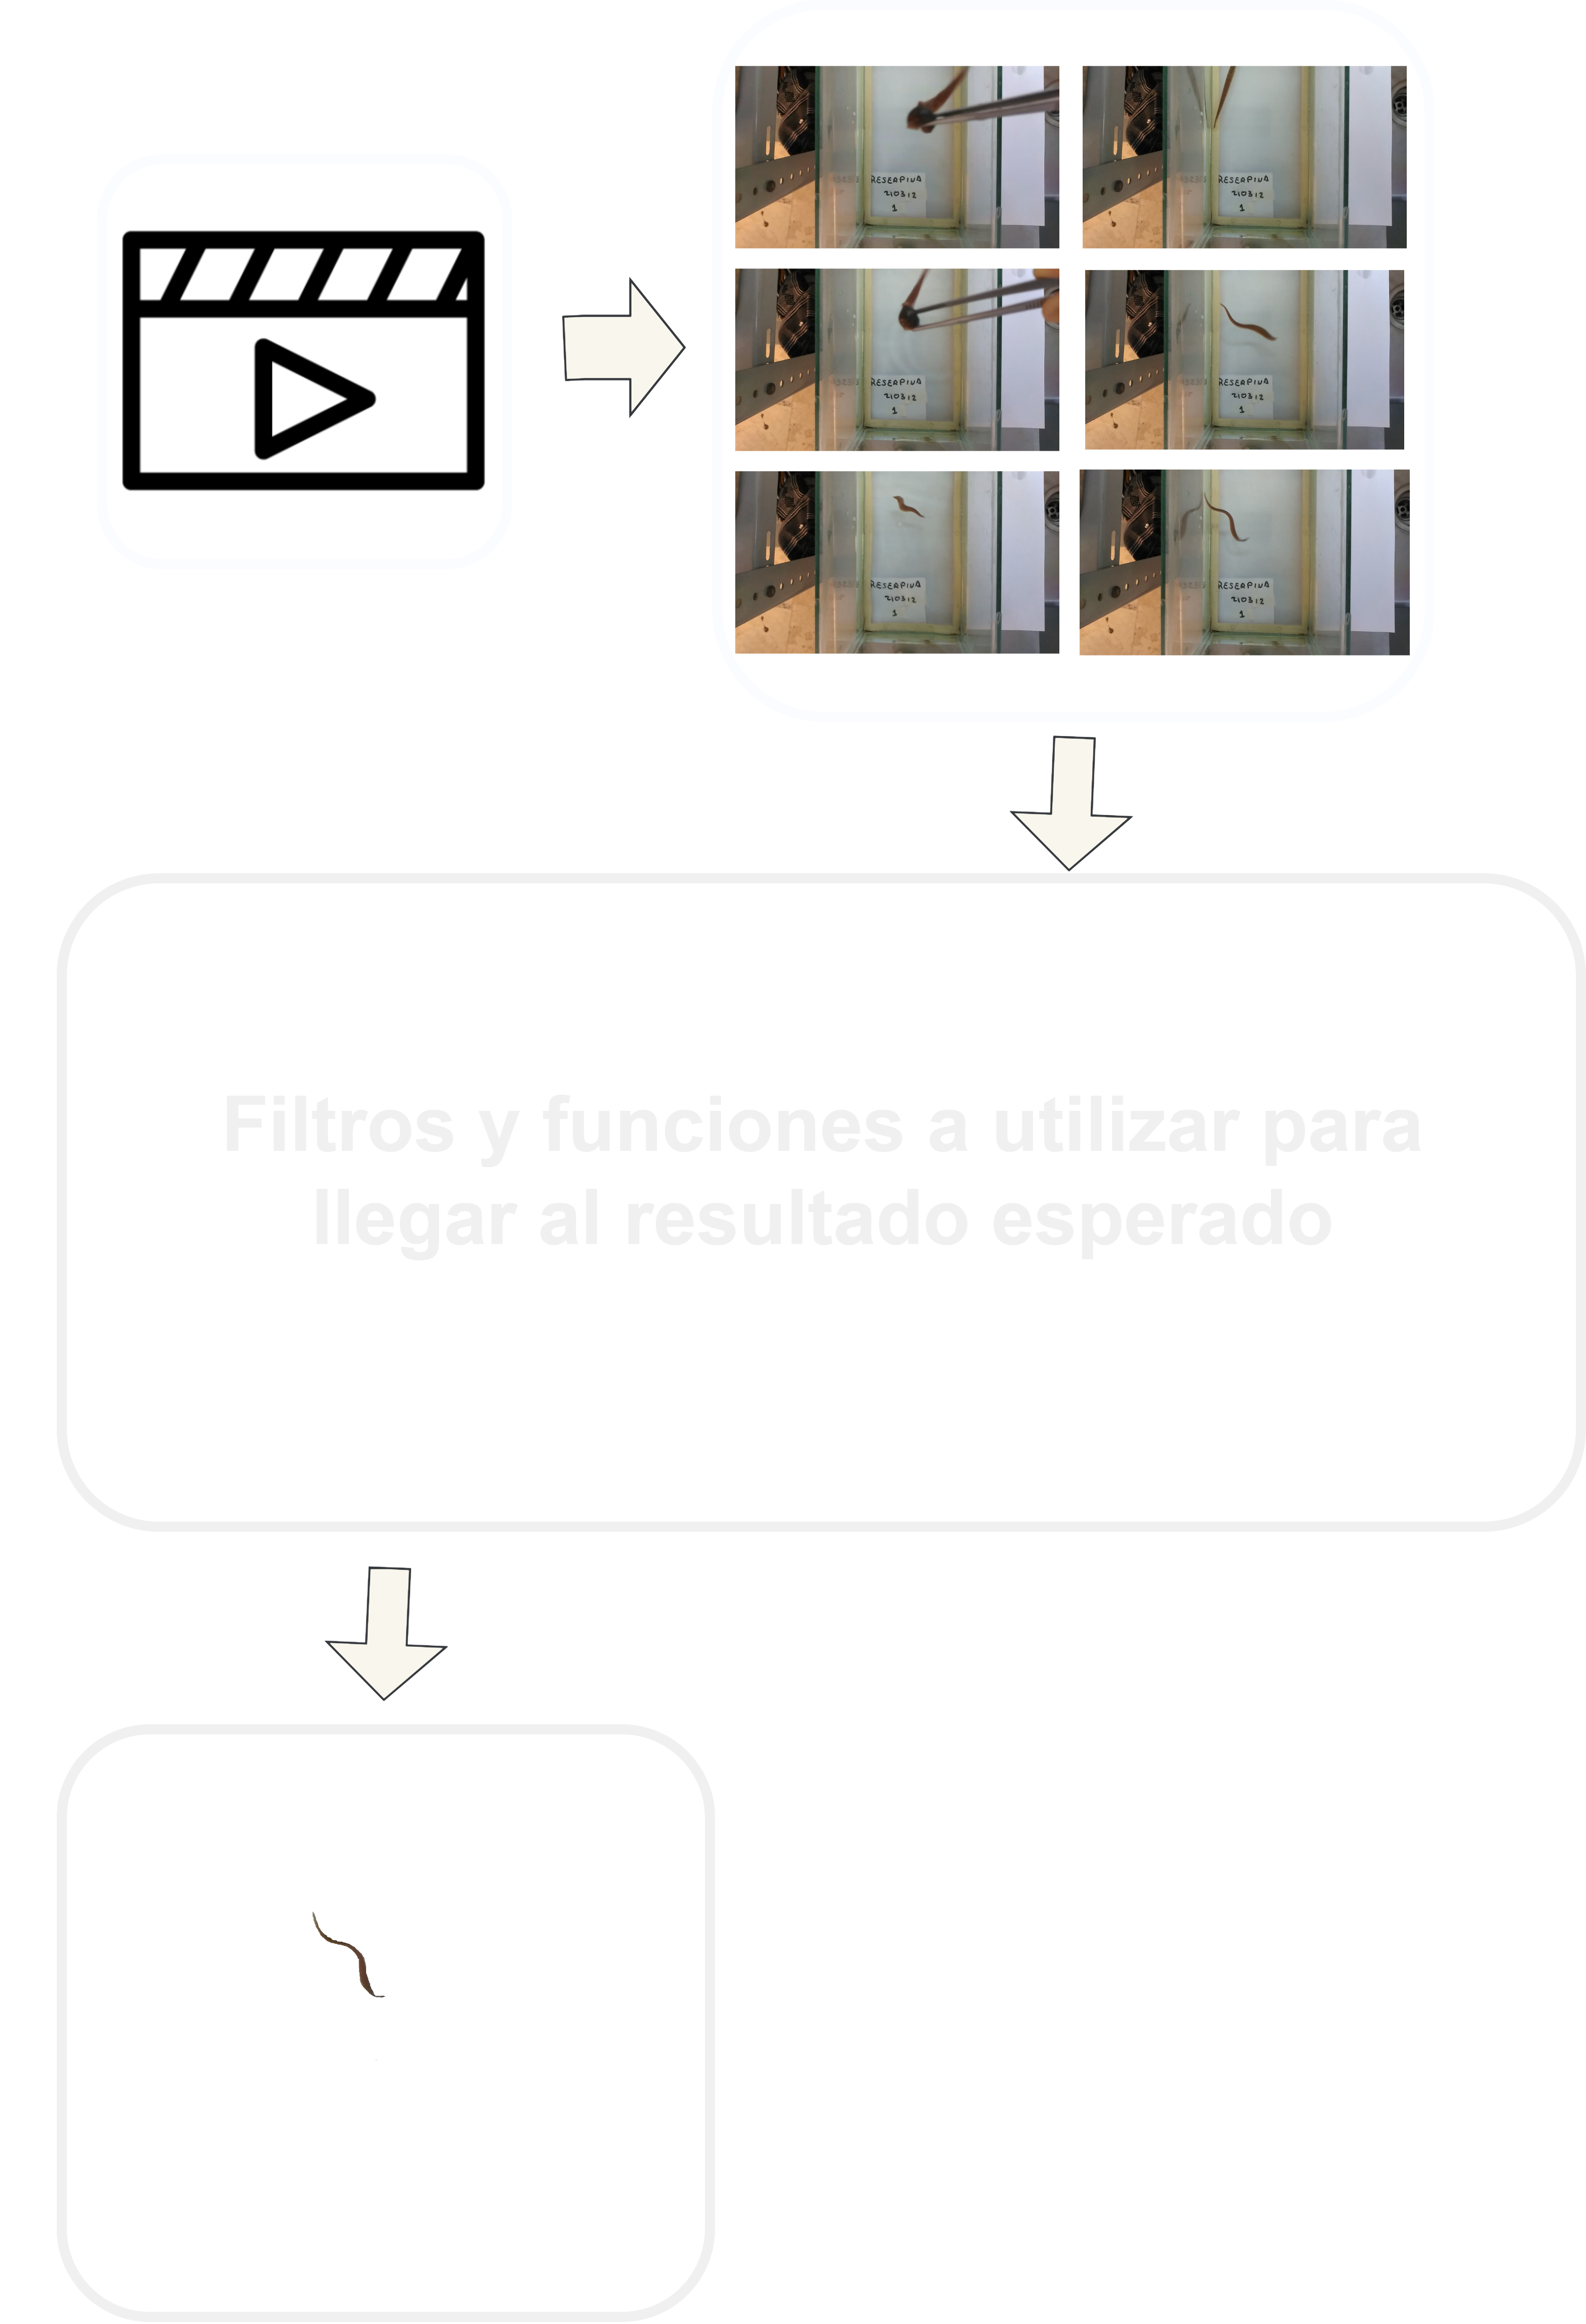 RESERPINA
210312
1
RESERPINA
210312
1
RESERPINA
210312
1
RESERPINA
210312
1
RESERPINA
210312
1
RESERPINA
210312
1
Filtros y funciones a utilizar para
llegar al resultado esperado